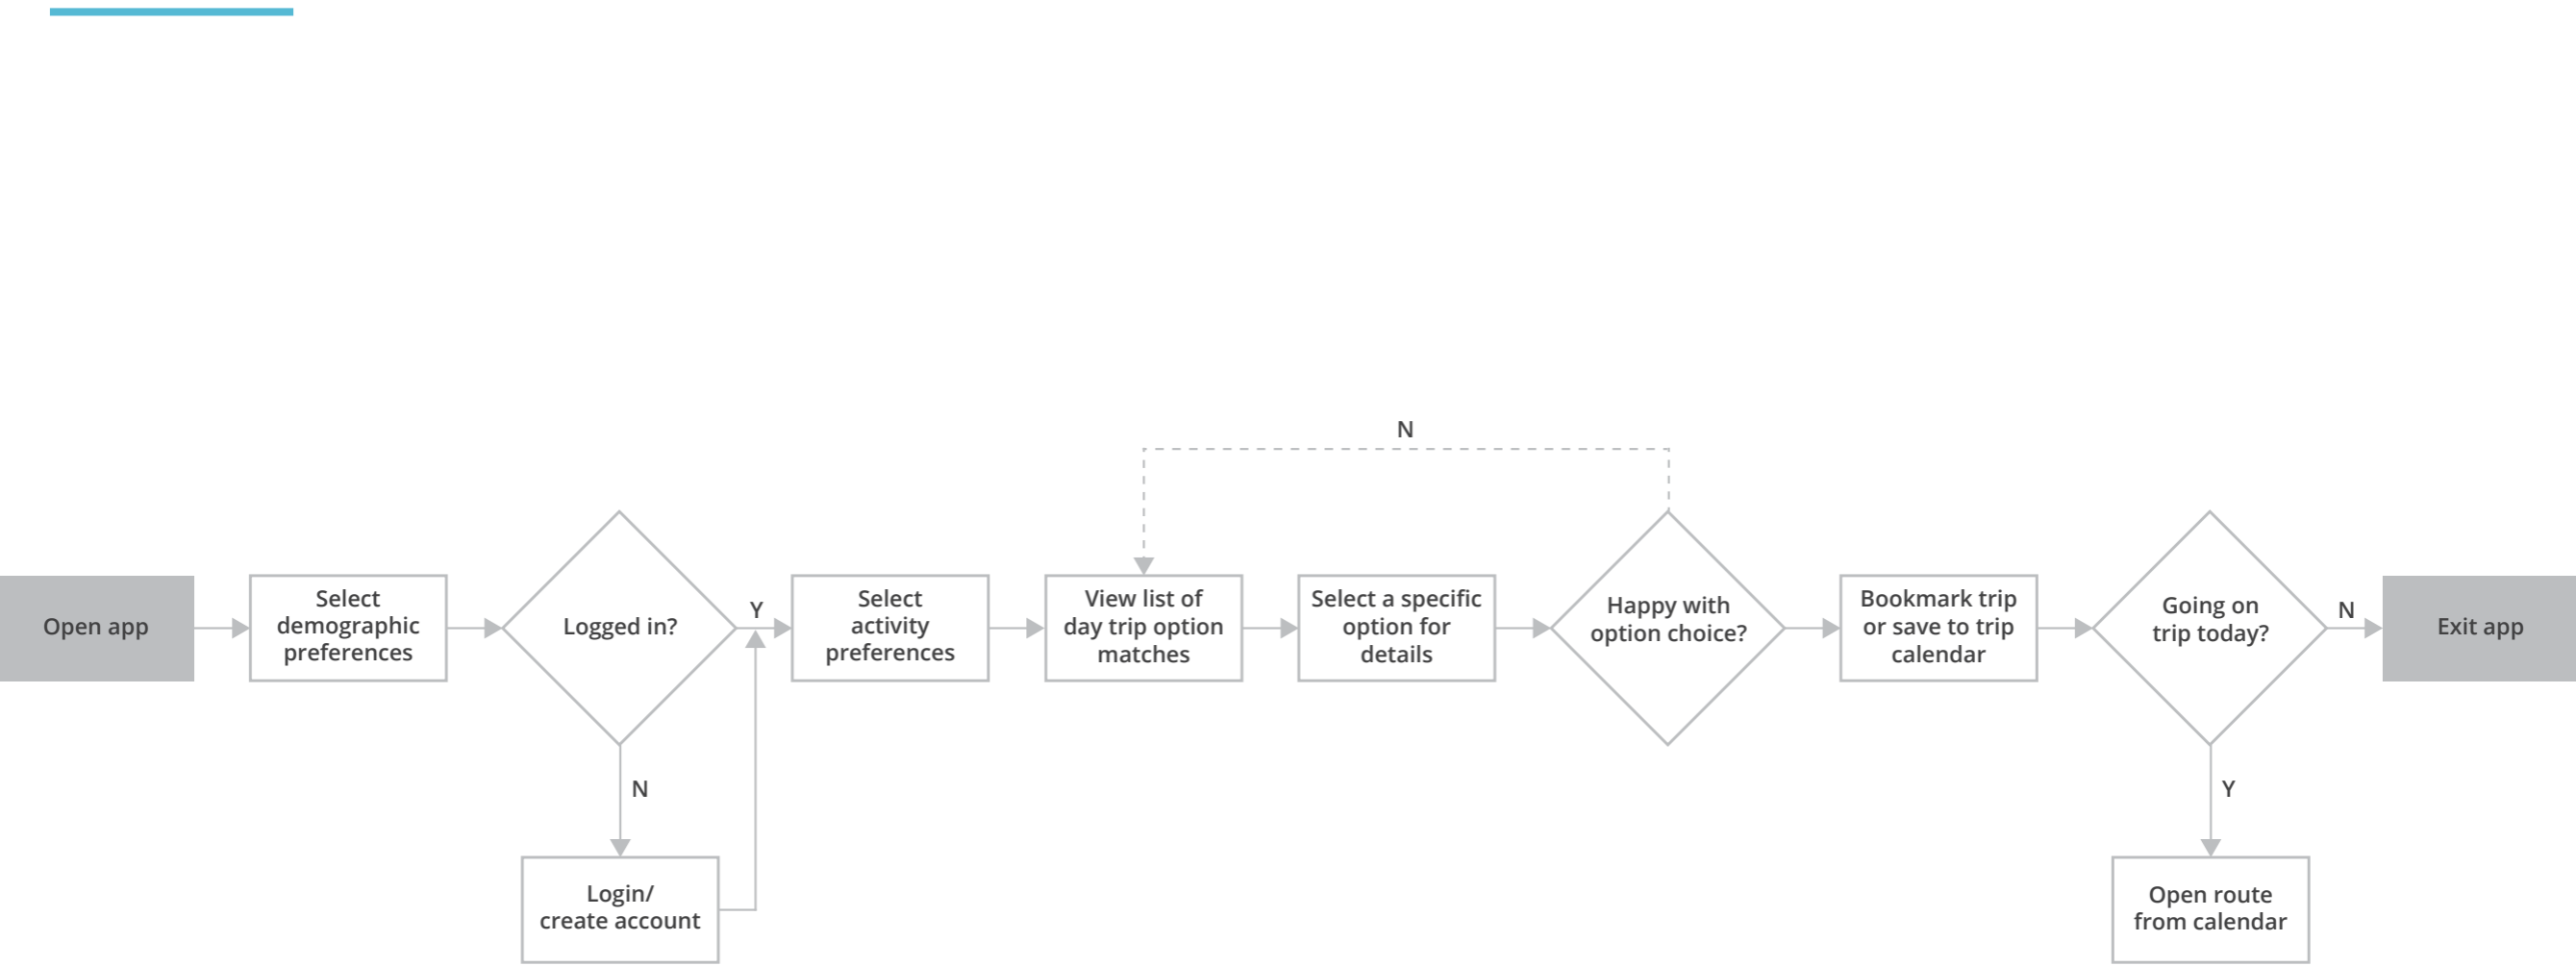 Open app
Select
demographic
preferences
Logged in?
Y
N
Login/
create account
Select
activity
preferences
View list of
day trip option
matches
Select a specific
option for
details
N
Happy with
option choice?
Bookmark trip
or save to trip
calendar
Going on
trip today?
N
Y
Open route
from calendar
Exit app